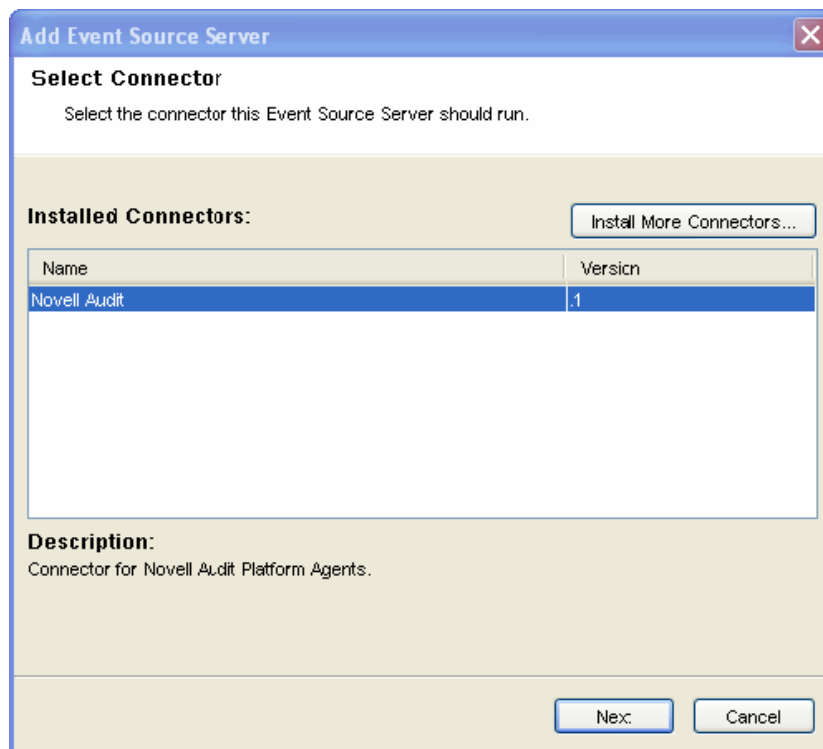 Add Event Source Server
Select Connector
Select the connector this Event Source Server should run.
Installed Connectors:
Install More Connectors...
Name Version
Novell Audit .1
Description:
Connector for Novell Audit Platform Agents.
Next Cancel